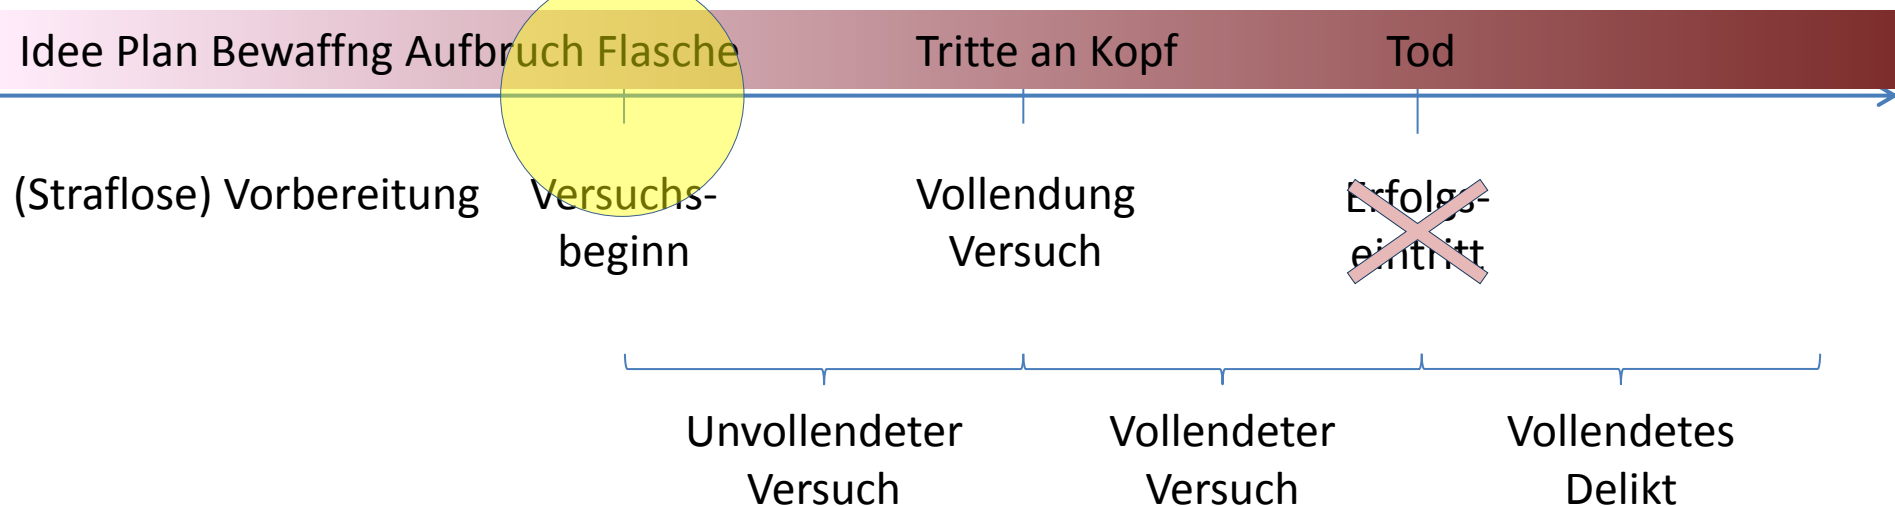 Idee Plan Bewaffng Aufbruch Flasche Tritte an Kopf Tod
(Straflose) Vorbereitung Versuchs- Vollendung Erfolgs-
beginn Versuch eintritt
Unvollendeter Vollendeter Vollendetes
Versuch Versuch Delikt